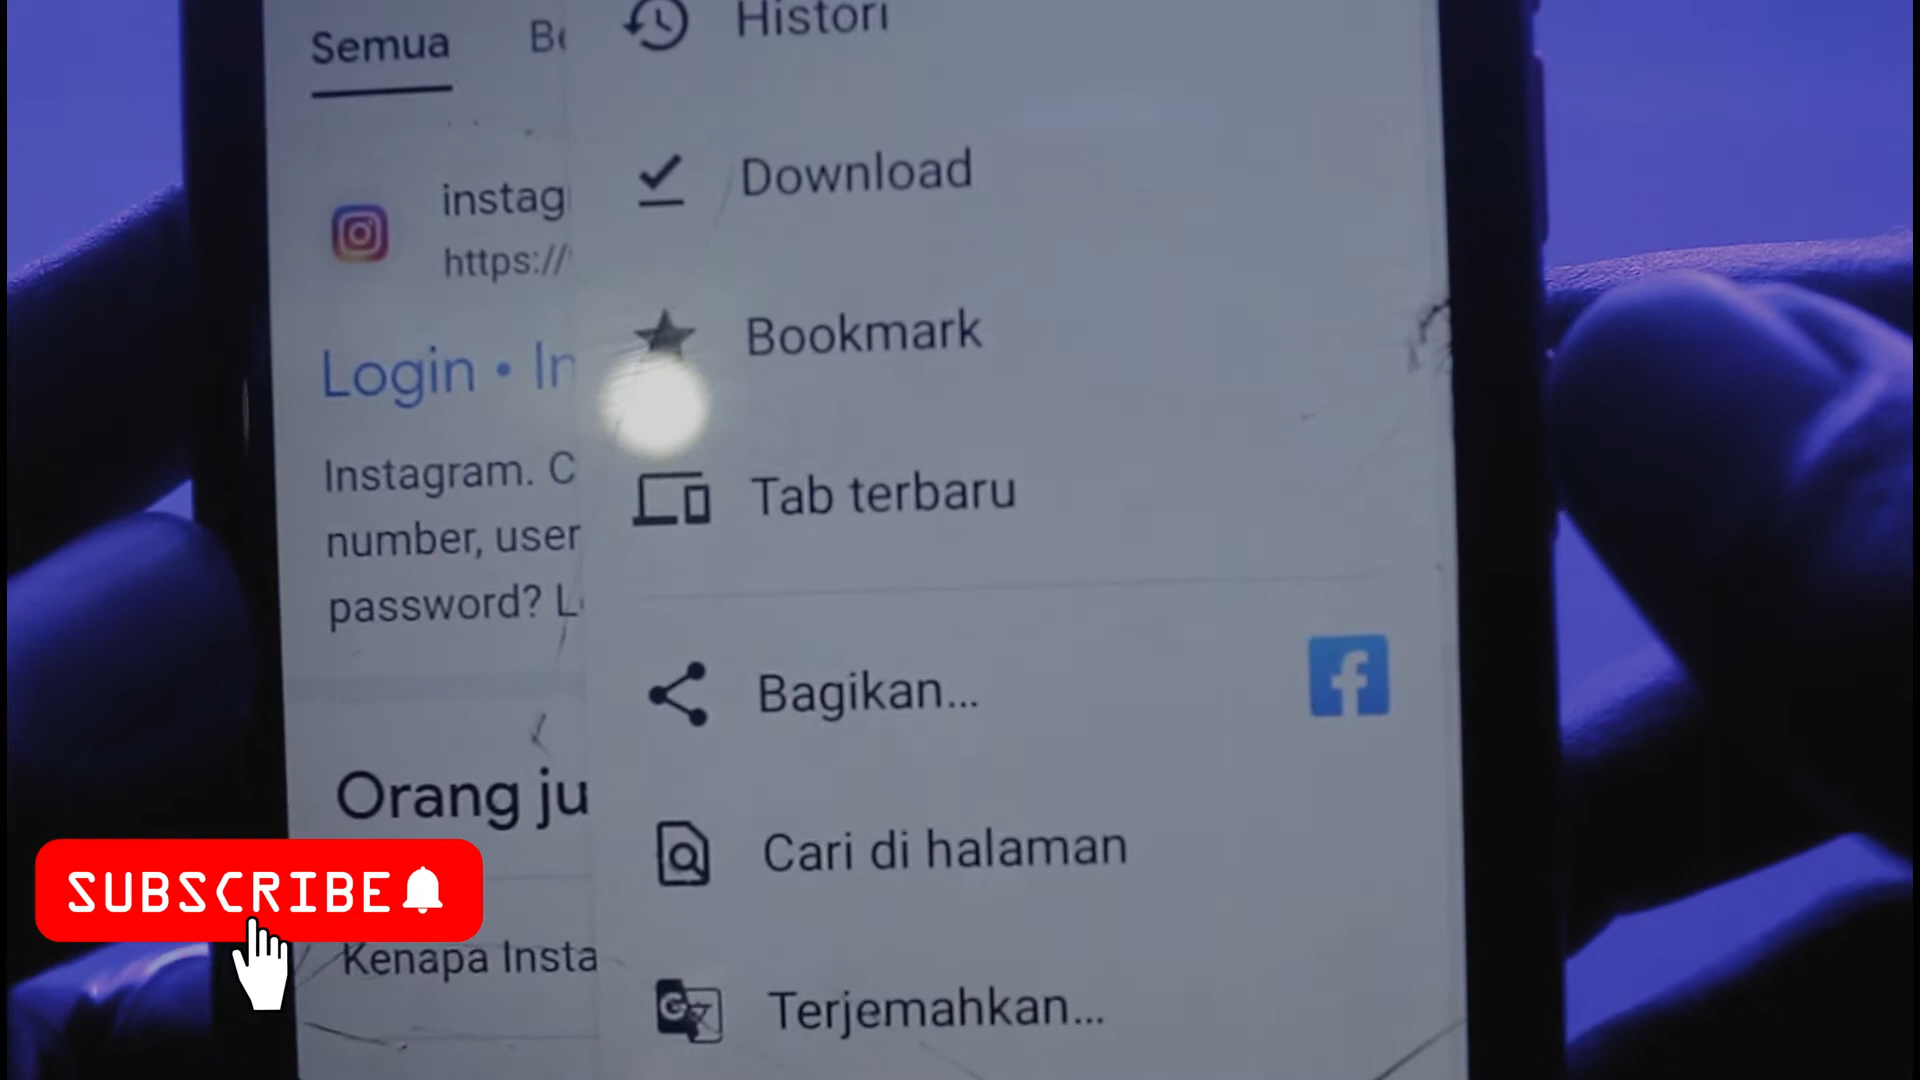 Semua
instag
https://
Login • In
Instagram. C
number, user
password? L
Orang ju
Kenapa Insta
Histori
Download
Bookmark
Tab terbaru
Bagikan...
Cari di halaman
Terjemahkan...
SUBSCRIBE